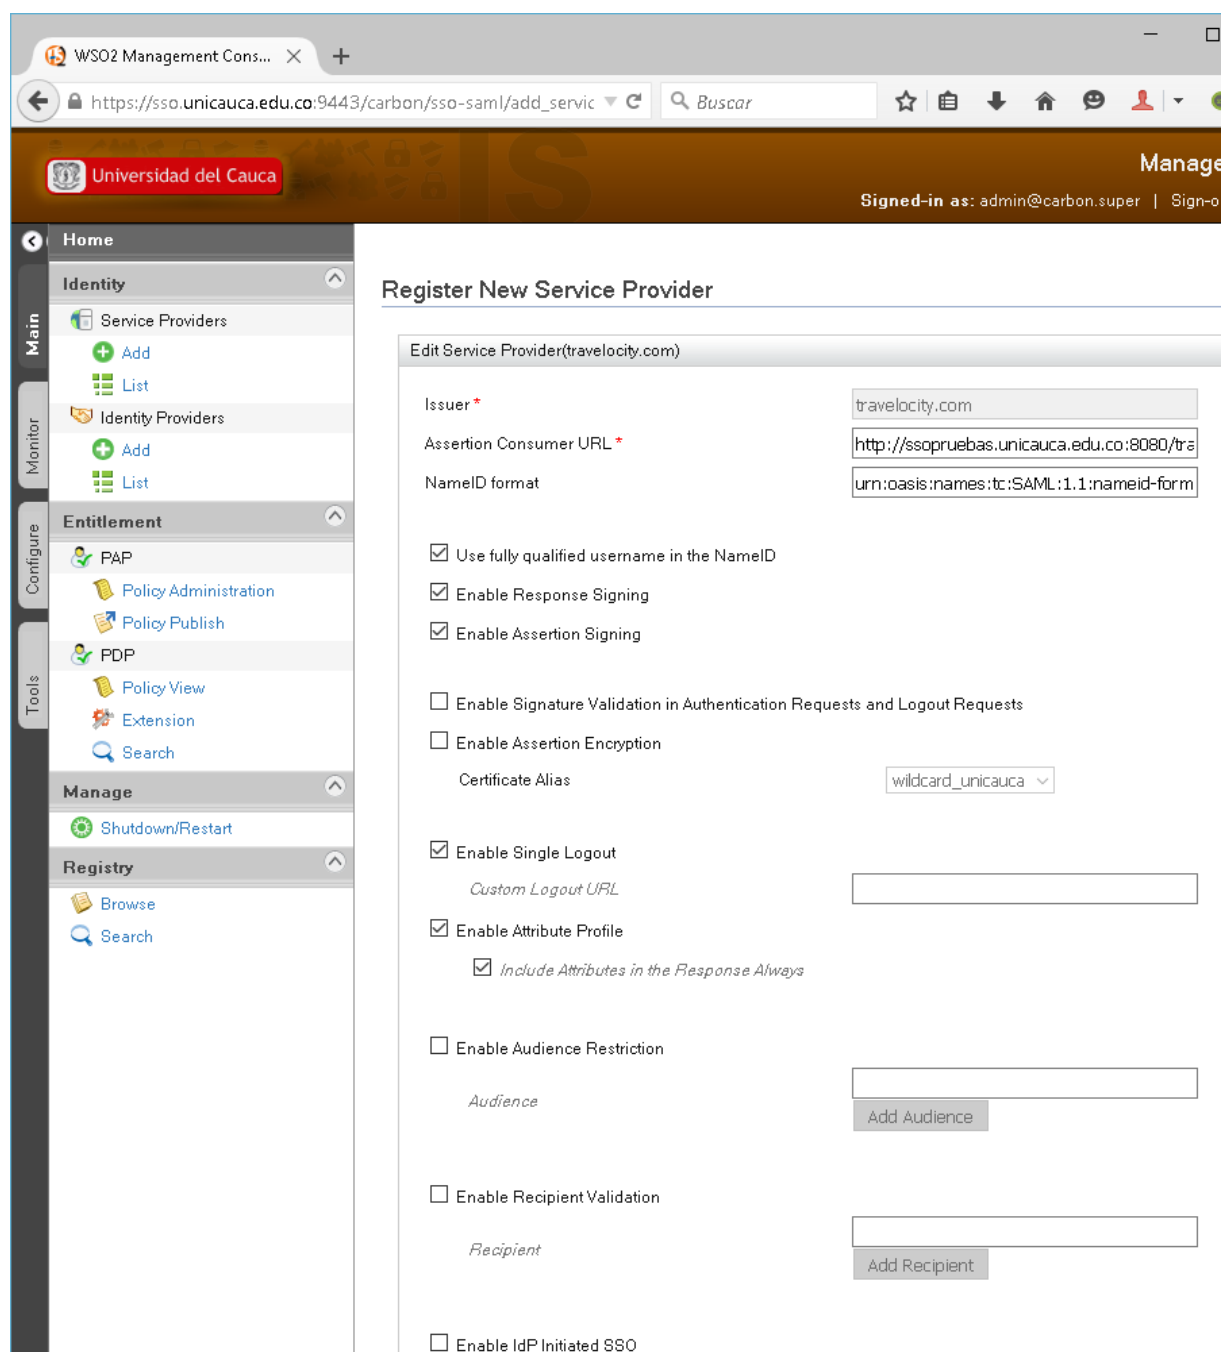 WSO2 Management Cons...
https://sso.unicauca.edu.co:9443/carbon/sso-saml/add_servic
Buscar
Universidad del Cauca
Manage
Signed-in as: admin@carbon.super | Sign-o
Home
Main
Monitor
Configure
Tools
Identity
Service Providers
Add
List
Identity Providers
Add
List
Entitlement
PAP
Policy Administration
Policy Publish
PDP
Policy View
Extension
Search
Manage
Shutdown/Restart
Registry
Browse
Search
Register New Service Provider
Edit Service Provider(travelocity.com)
Issuer * travelocity.com
Assertion Consumer URL * http://ssopruebas.unicauca.edu.co:8080/tra
NameID format urn:oasis:names:tc:SAML:1.1:nameid-form
Use fully qualified username in the NameID
Enable Response Signing
Enable Assertion Signing
Enable Signature Validation in Authentication Requests and Logout Requests
Enable Assertion Encryption
Certificate Alias wildcard_unicauca
Enable Single Logout
Custom Logout URL
Enable Attribute Profile
Include Attributes in the Response Always
Enable Audience Restriction
Audience
Add Audience
Enable Recipient Validation
Recipient
Add Recipient
Enable IdP Initiated SSO